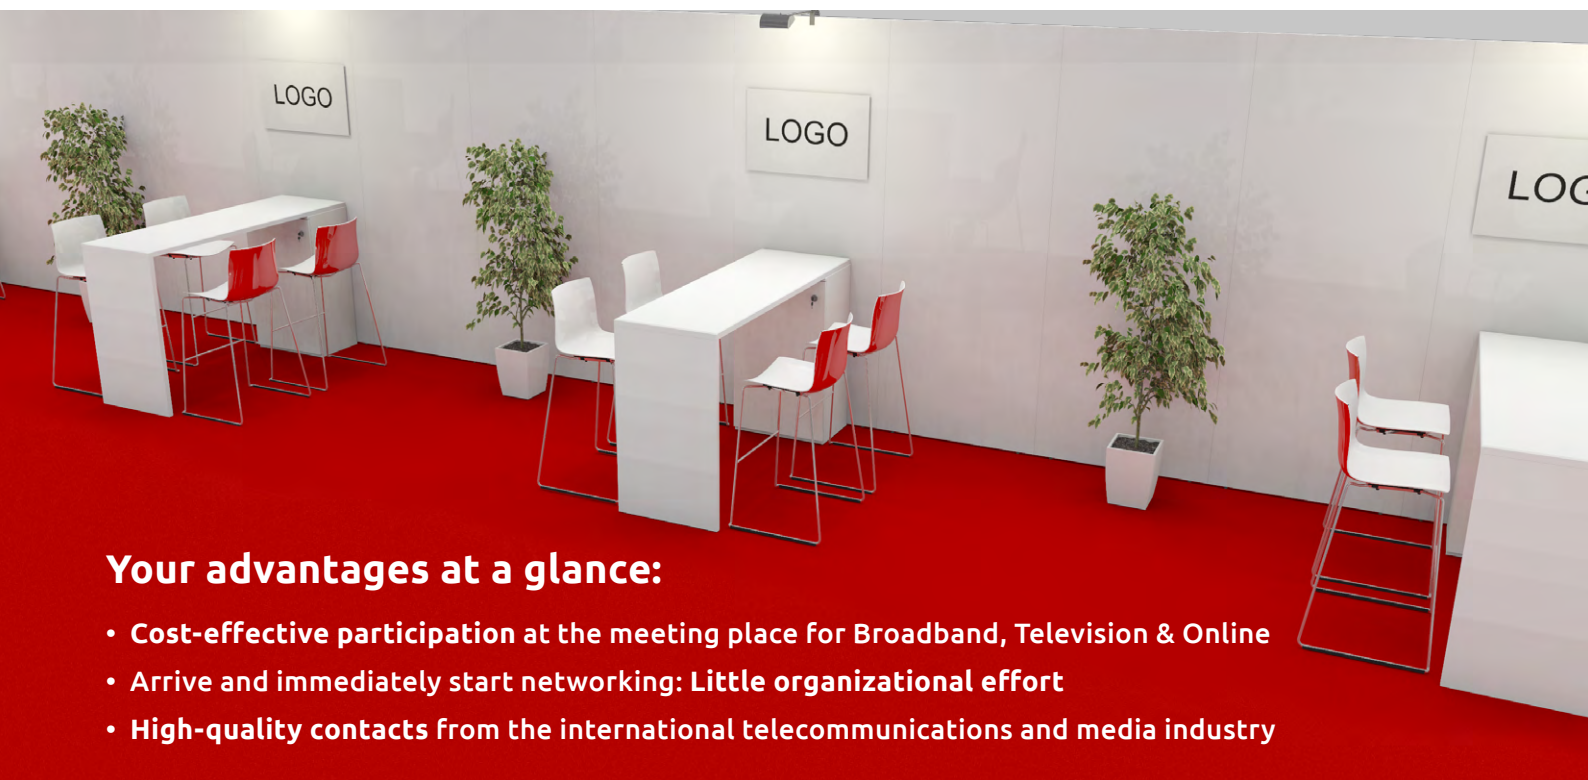 LOGO
LOGO
LOG
Your advantages at a glance:
• Cost-effective participation at the meeting place for Broadband, Television & Online
• Arrive and immediately start networking: Little organizational effort
• High-quality contacts from the international telecommunications and media industry